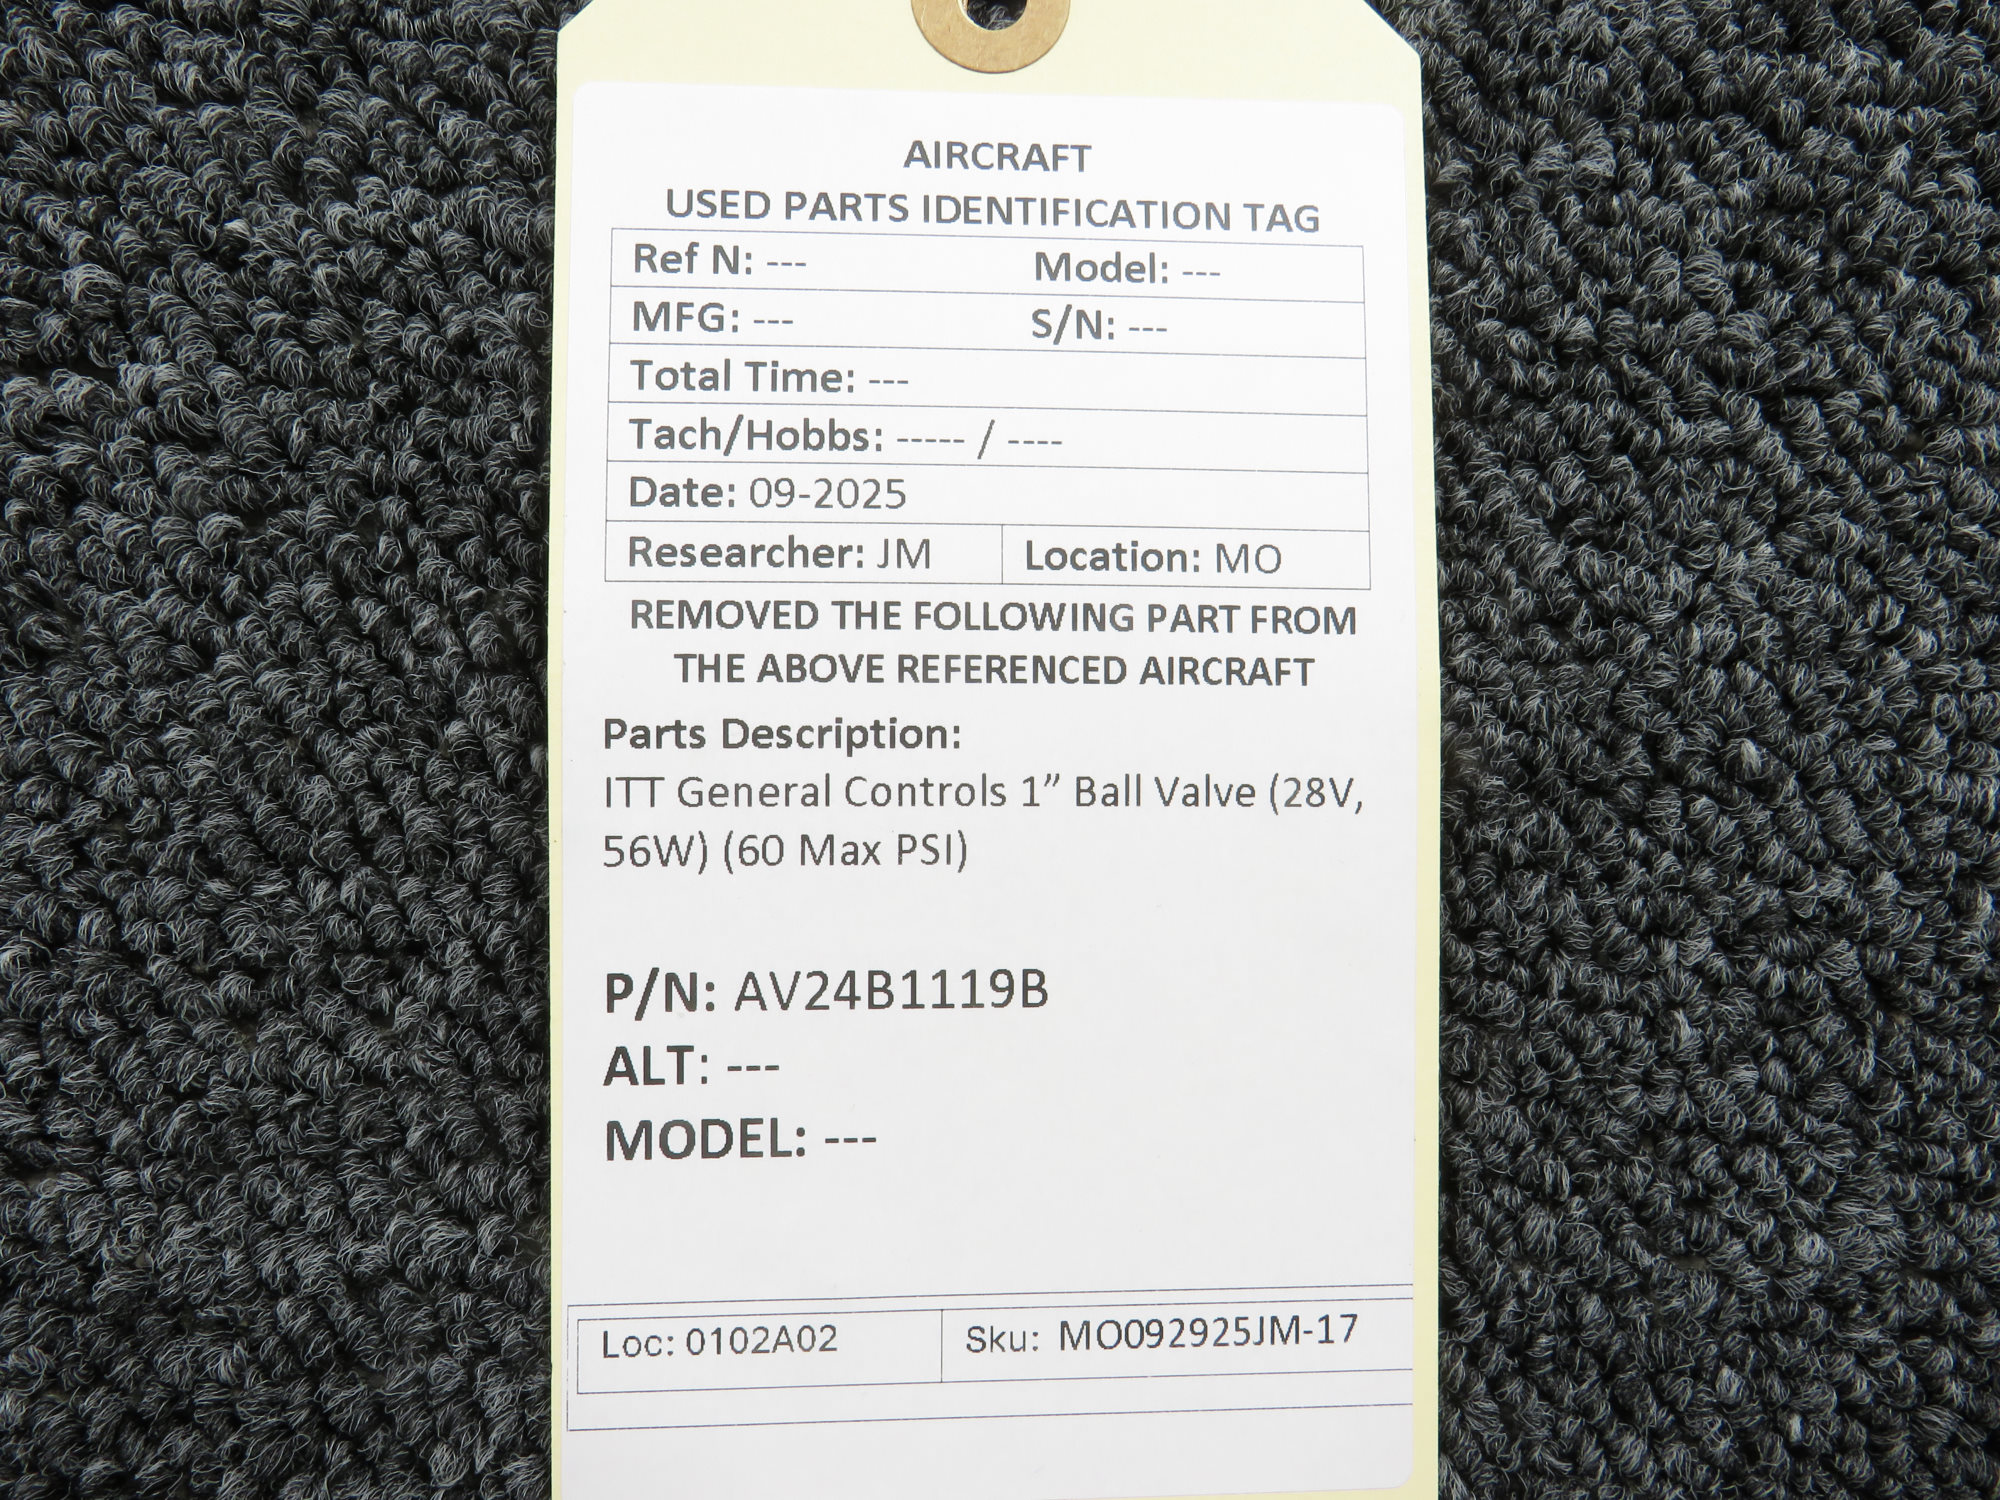 AIRCRAFT
USED PARTS IDENTIFICATION TAG
Ref N: --- Model: ---
MFG: --- S/N: ---
Total Time: ---
Tach/Hobbs: ----- / ----
Date: 09-2025
Researcher: JM Location: MO
REMOVED THE FOLLOWING PART FROM
THE ABOVE REFERENCED AIRCRAFT
Parts Description:
ITT General Controls 1” Ball Valve (28V,
56W) (60 Max PSI)
P/N: AV24B1119B
ALT: ---
MODEL: ---
Loc: 0102A02 Sku: MO092925JM-17